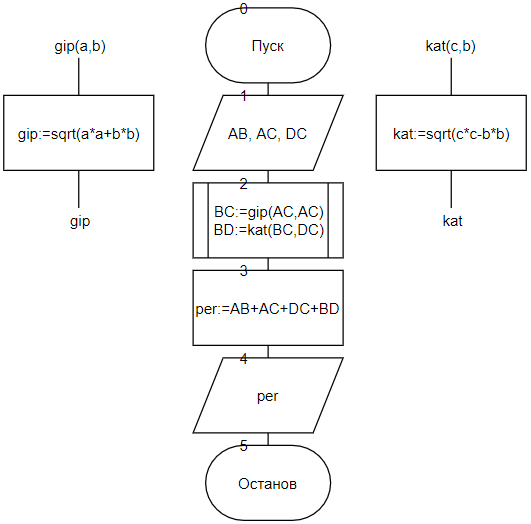 0
gip(a,b)
Пуск
kat(c,b)
1
gip:=sqrt(a*a+b*b)
AB, AC, DC
kat:=sqrt(c*c-b*b)
2
BC:=gip(AC,AC)
BD:=kat(BC,DC)
gip
kat
3
per:=AB+AC+DC+BD
4
per
5
Останов